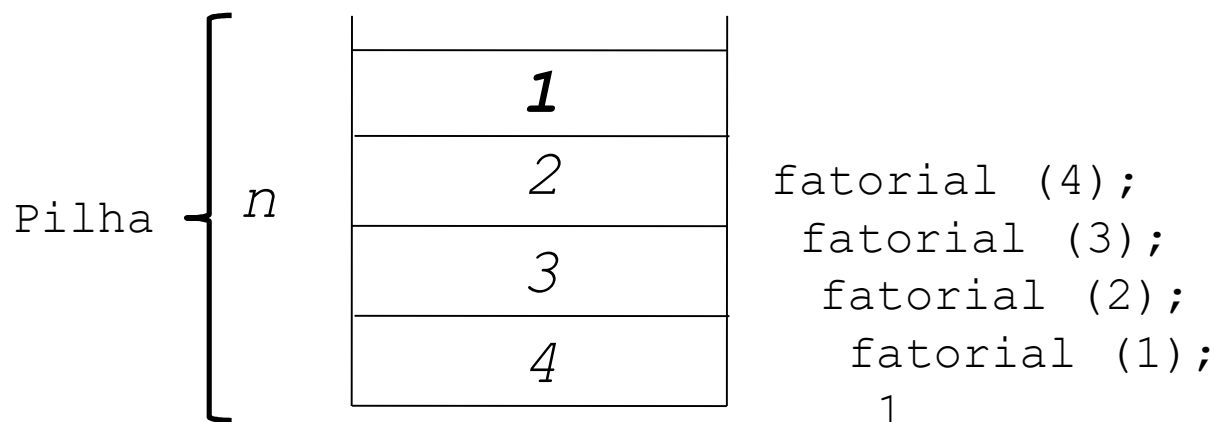 Pilha
n
1
2
3
4
fatorial (4);
fatorial (3);
fatorial (2);
fatorial (1);
1